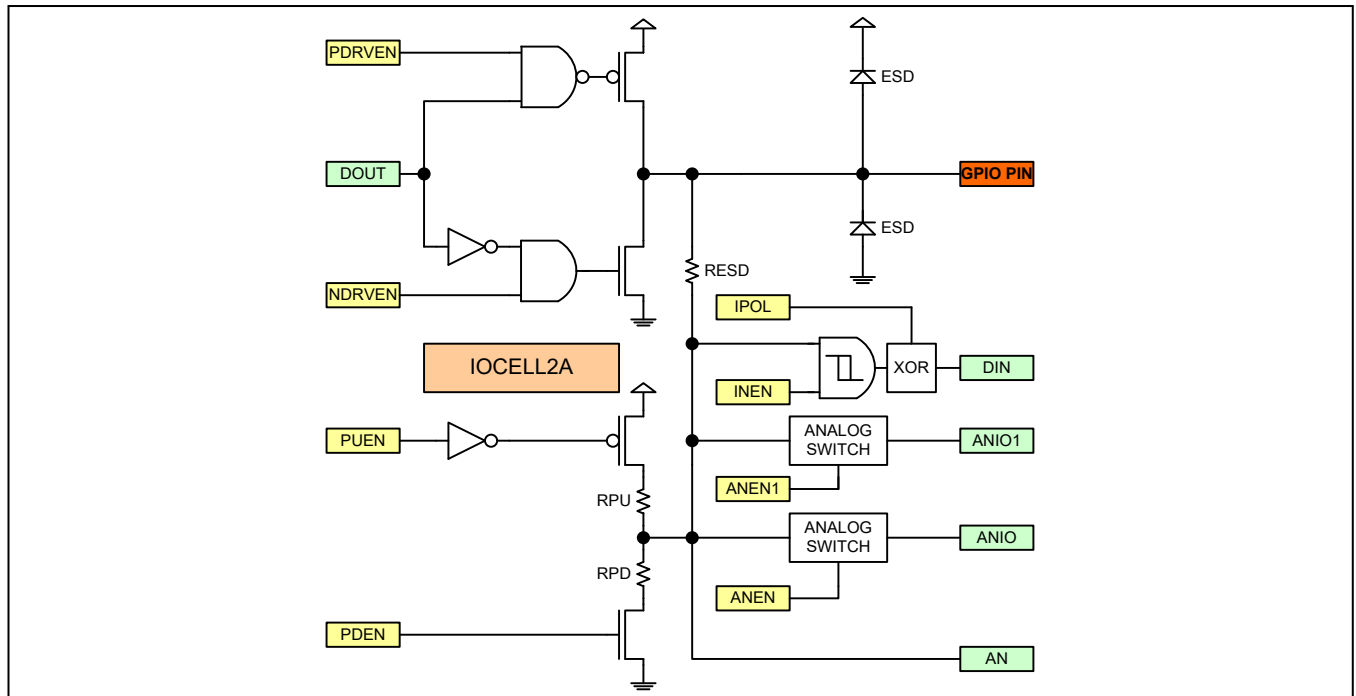 PDRVEN
ESD
DOUT
GPIO PIN
ESD
RESD
NDRVEN
IPOL
IOCELL2A
XOR
DIN
INEN
PUEN
ANALOG
SWITCH
ANIO1
ANEN1
RPU
ANALOG
SWITCH
ANIO
RPD
ANEN
PDEN
AN